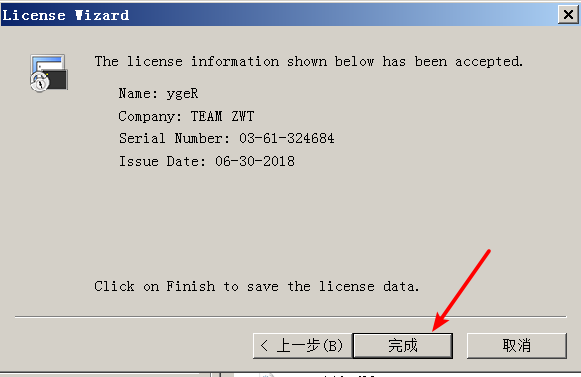 License Wizard
The license information shown below has been accepted.
Name: ygeR
Company: TEAM ZWT
Serial Number: 03-61-324684
Issue Date: 06-30-2018
Click on Finish to save the license data.
< 上一步(B) 完成 取消